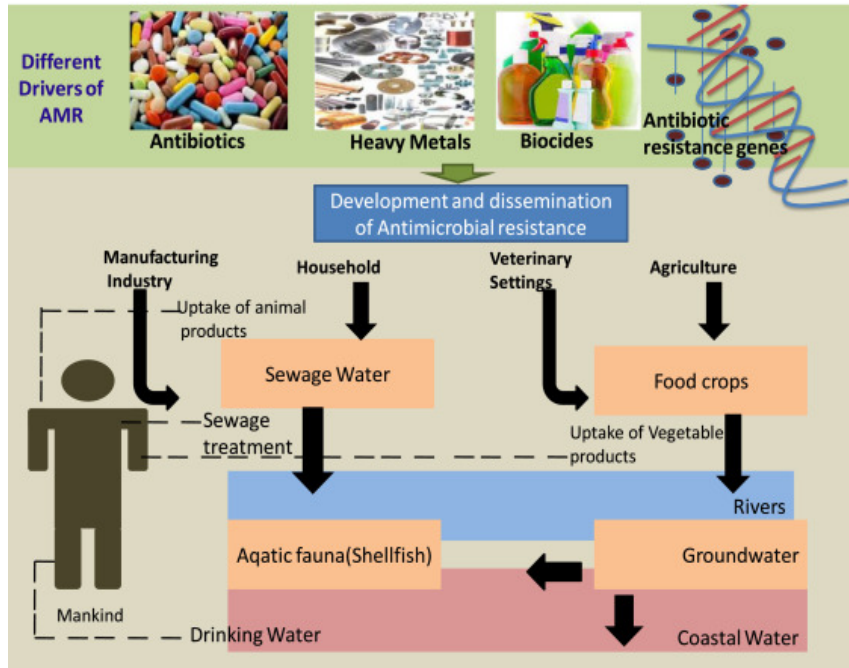 Different
Drivers of
AMR
Antibiotics
Heavy Metals
Biocides
Antibiotic
resistance genes
Development and dissemination
of Antimicrobial resistance
Manufacturing
Industry
Household
Veterinary
Settings
Agriculture
Uptake of animal
products
Sewage Water
Food crops
Sewage
treatment
Uptake of Vegetable
products
Rivers
Aqatic fauna(Shellfish)
Groundwater
Mankind
Drinking Water
Coastal Water